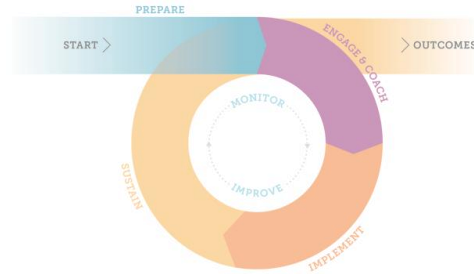 PREPARE
START
ENGAGE & COACH
OUTCOMES
MONITOR
IMPROVE
SUSTAIN
IMPLEMENT